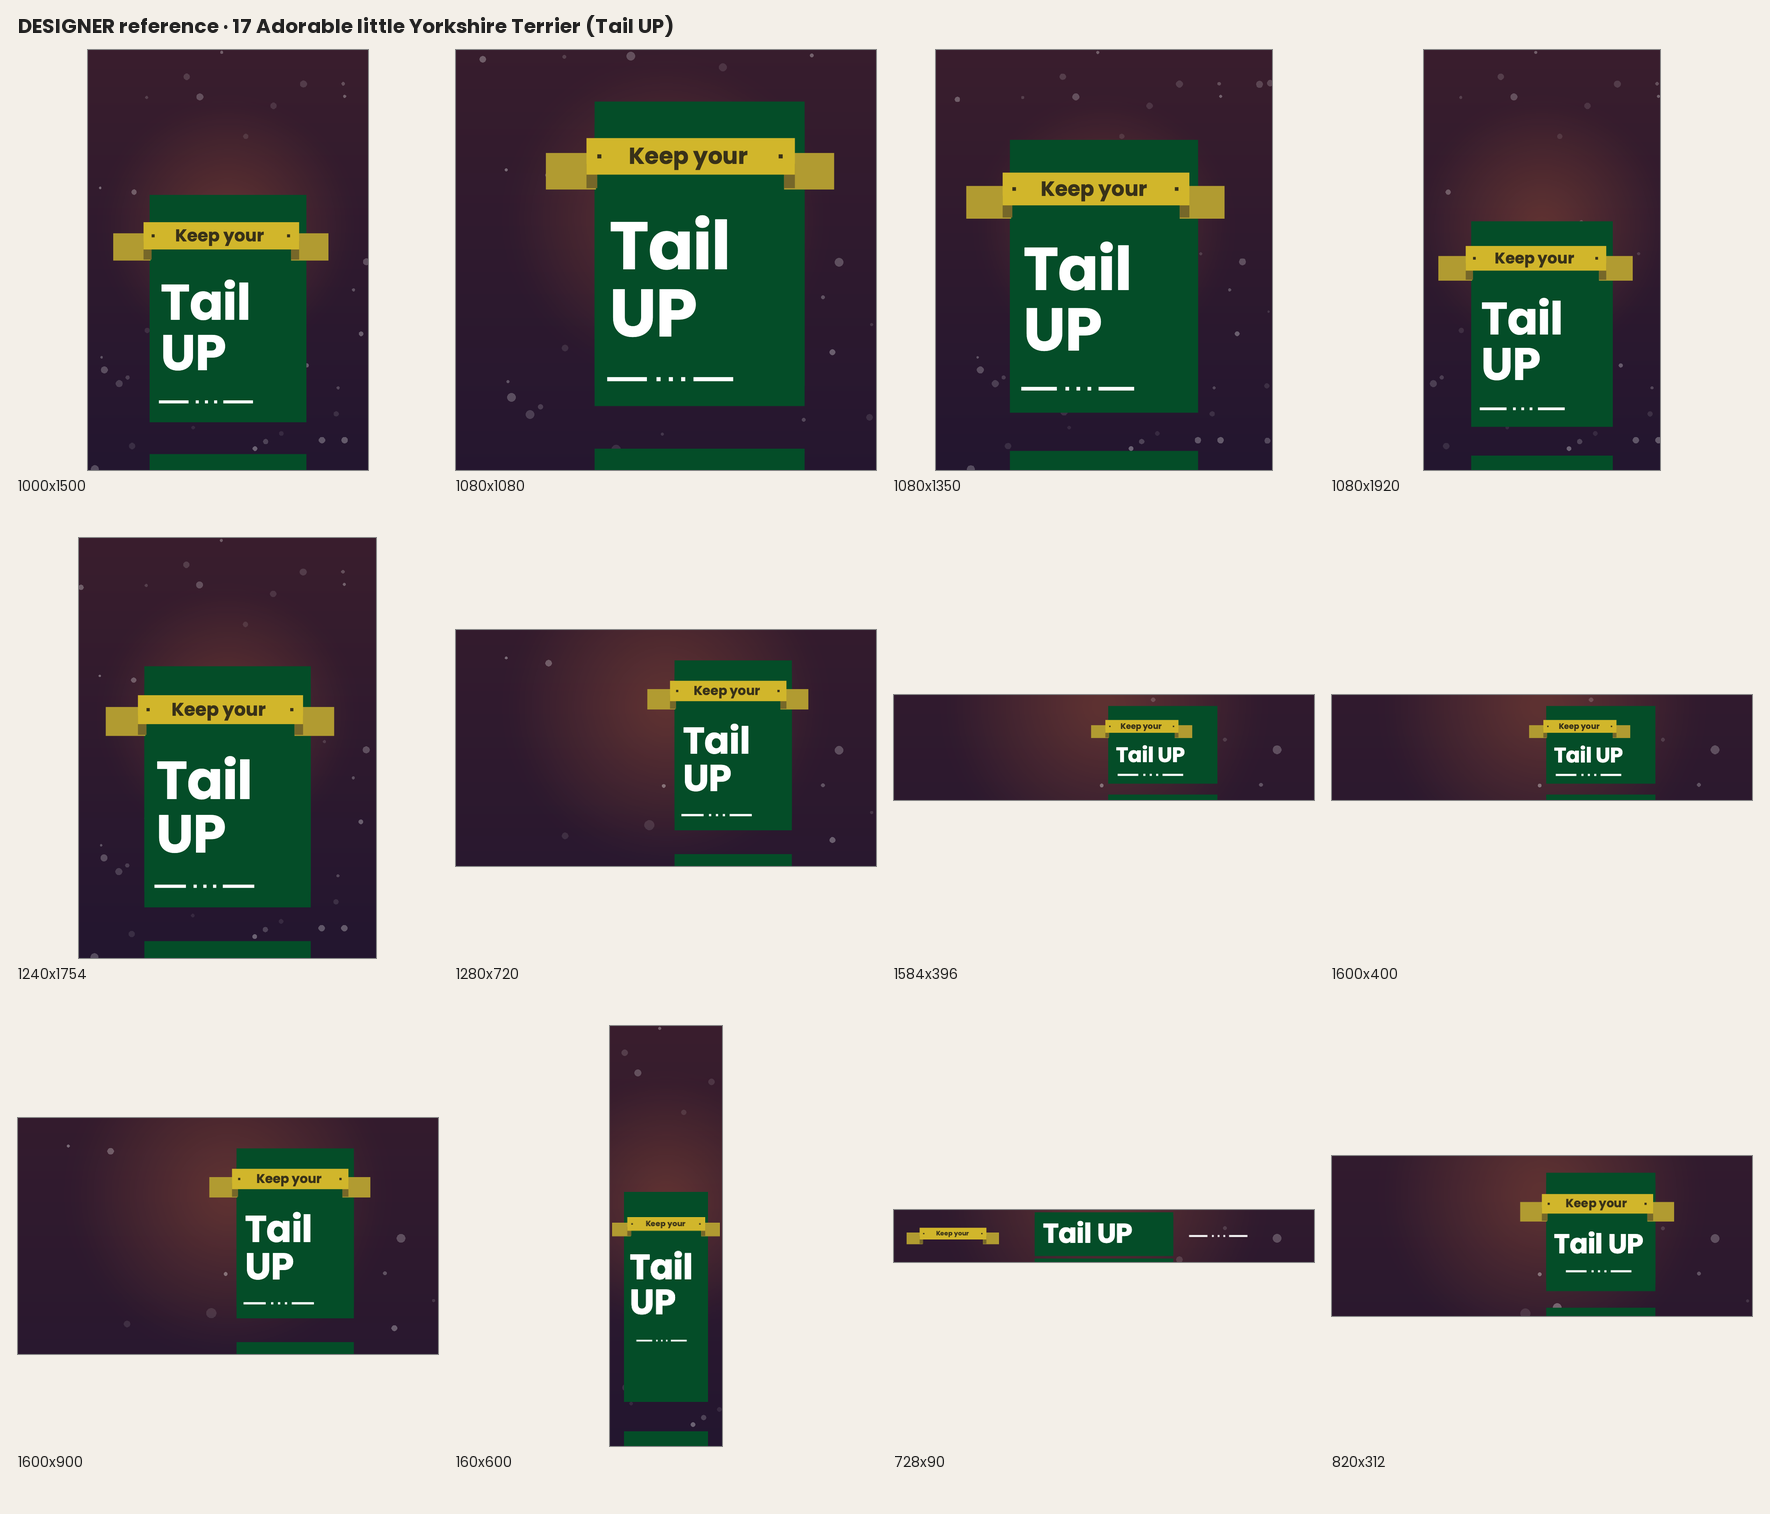 DESIGNER reference · 17 Adorable little Yorkshire Terrier (Tail UP)
Keep your
Tail
UP
1000x1500
Keep your
Tail
UP
1080x1080
Keep your
Tail
UP
1080x1350
Keep your
Tail
UP
1080x1920
Keep your
Tail
UP
1240x1754
Keep your
Tail
UP
1280x720
Keep your
Tail UP
1584x396
Keep your
Tail UP
1600x400
Keep your
Tail
UP
1600x900
Keep your
Tail
UP
160x600
Keep your
Tail UP
728x90
Keep your
Tail UP
820x312